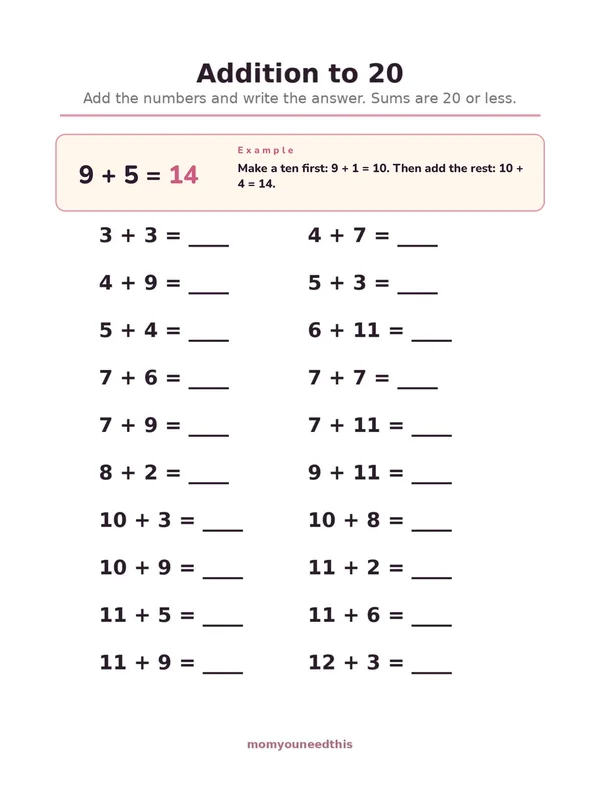 Addition to 20
Add the numbers and write the answer. Sums are 20 or less.
9 + 5 = 14
Example
Make a ten first: 9 + 1 = 10. Then add the rest: 10 +
4 = 14.
3 + 3 = ____
4 + 7 = ____
4 + 9 = ____
5 + 3 = ____
5 + 4 = ____
6 + 11 = ____
7 + 6 = ____
7 + 7 = ____
7 + 9 = ____
7 + 11 = ____
8 + 2 = ____
9 + 11 = ____
10 + 3 = ____
10 + 8 = ____
10 + 9 = ____
11 + 2 = ____
11 + 5 = ____
11 + 6 = ____
11 + 9 = ____
12 + 3 = ____
momyouneedthis